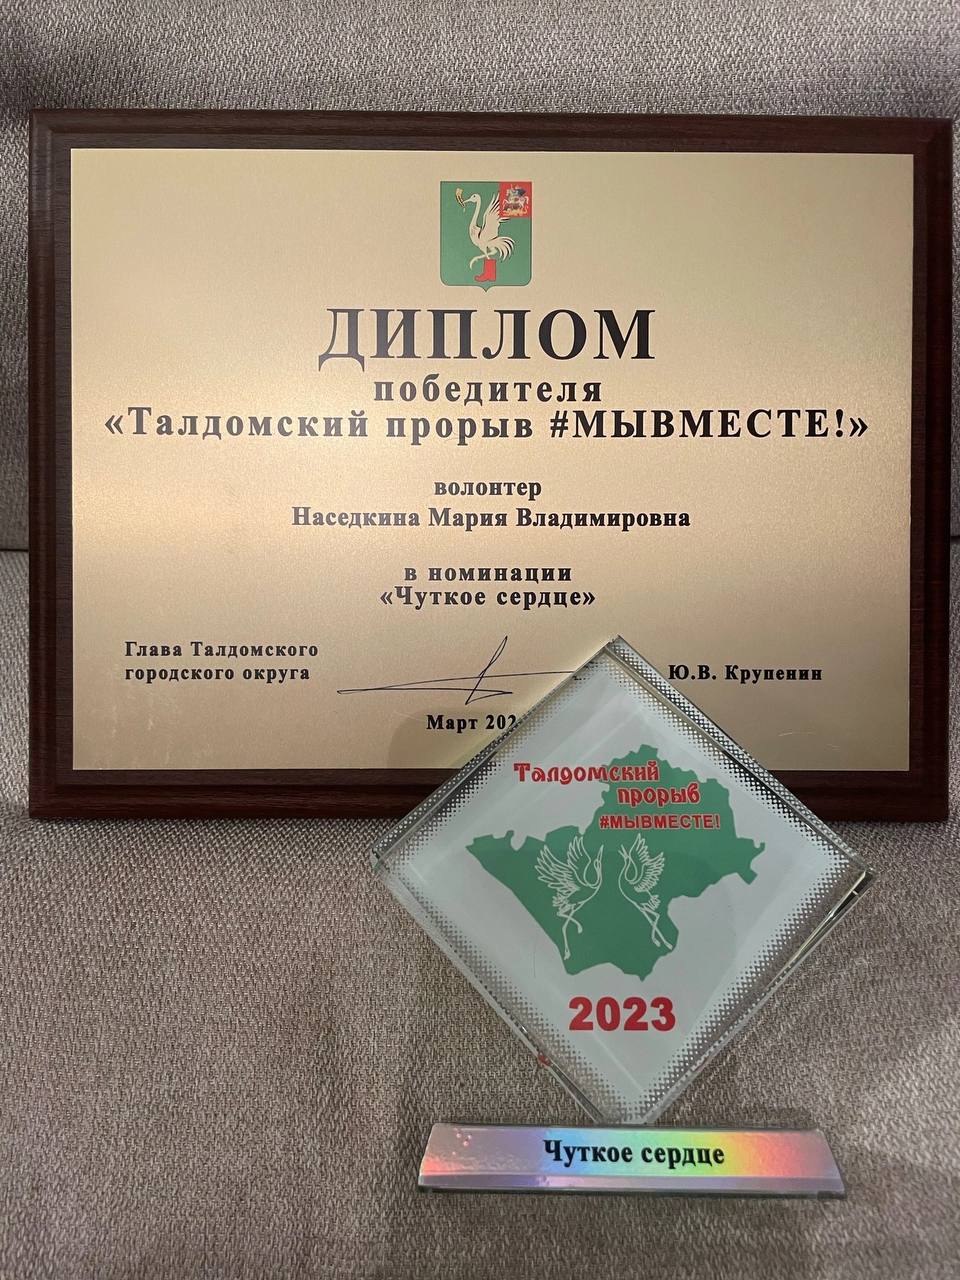 ДИПЛОМ
победителя
«Талдомский прорыв #МЫВМЕСТЕ!»
волонтер
Наседкина Мария Владимировна
в номинации
«Чуткое сердце»
Глава Талдомского
городского округа
Ю.В. Крупенин
Март
Талдомский
прорыв
#МЫВМЕСТЕ!
2023
Чуткое сердце